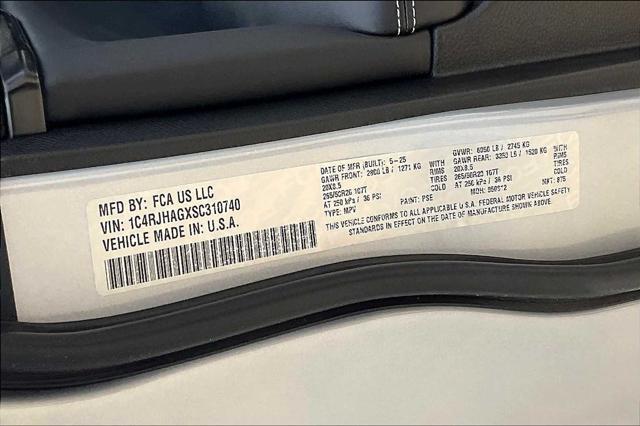 MFD BY: FCA US LLC
VIN: 1C4RJHAGXSC310740
VEHICLE MADE IN: U.S.A.
DATE OF MFR (BUILT): 5-25 GVWR: 6050 LB / 2745 KG
GAWR FRONT: 2800 LB / 1271 KG WITH GAWR REAR: 3350 LB / 1520 KG WITH
20X8.5 RIMS 20X8.5 RIMS
265/50R20 107T TIRES 265/50R20 107T TIRES
AT 250 kPa / 36 PSI COLD AT 250 kPa / 36 PSI COLD
TYPE: MPV PAINT: PSE MDH: NBT: 875
THIS VEHICLE CONFORMS TO ALL APPLICABLE U.S.A. FEDERAL MOTOR VEHICLE SAFETY
STANDARDS IN EFFECT ON THE DATE OF MANUFACTURE SHOWN ABOVE.